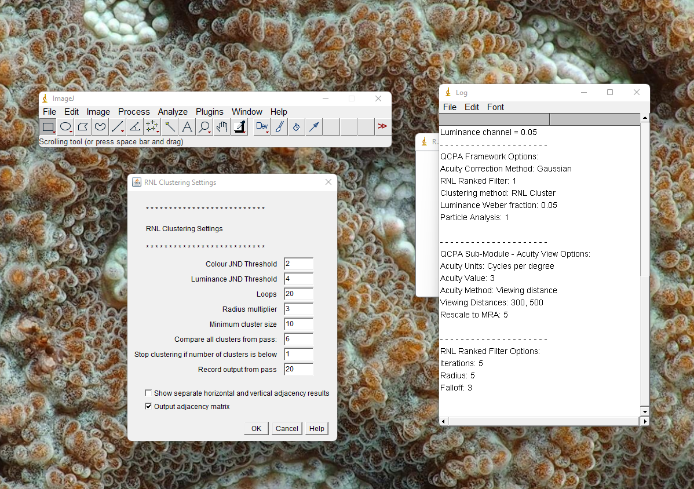 ImageJ
File Edit Image Process Analyze Plugins Window Help
Scrolling tool (or press space bar and drag)
RNL Clustering Settings
* * * * * * * * * * * * * * * * * * * * * * * * * *
RNL Clustering Settings
* * * * * * * * * * * * * * * * * * * * * * * * * *
Colour JND Threshold 2
Luminance JND Threshold 4
Loops 20
Radius multiplier 3
Minimum cluster size 10
Compare all clusters from pass: 6
Stop clustering if number of clusters is below 1
Record output from pass 20
Show separate horizontal and vertical adjacency results
Output adjacency matrix
OK Cancel Help
Log
File Edit Font
Luminance channel = 0.05
- - - - - - - - - - - - - - - - - - - - -
QCPA Framework Options:
Acuity Correction Method: Gaussian
RNL Ranked Filter: 1
Clustering method: RNL Cluster
Luminance Weber fraction: 0.05
Particle Analysis: 1
- - - - - - - - - - - - - - - - - - - - -
QCPA Sub-Module - Acuity View Options:
Acuity Units: Cycles per degree
Acuity Value: 3
Acuity Method: Viewing distance
Viewing Distances: 300, 500
Rescale to MRA: 5
- - - - - - - - - - - - - - - - - - - - -
RNL Ranked Filter Options:
Iterations: 5
Radius: 5
Falloff: 3